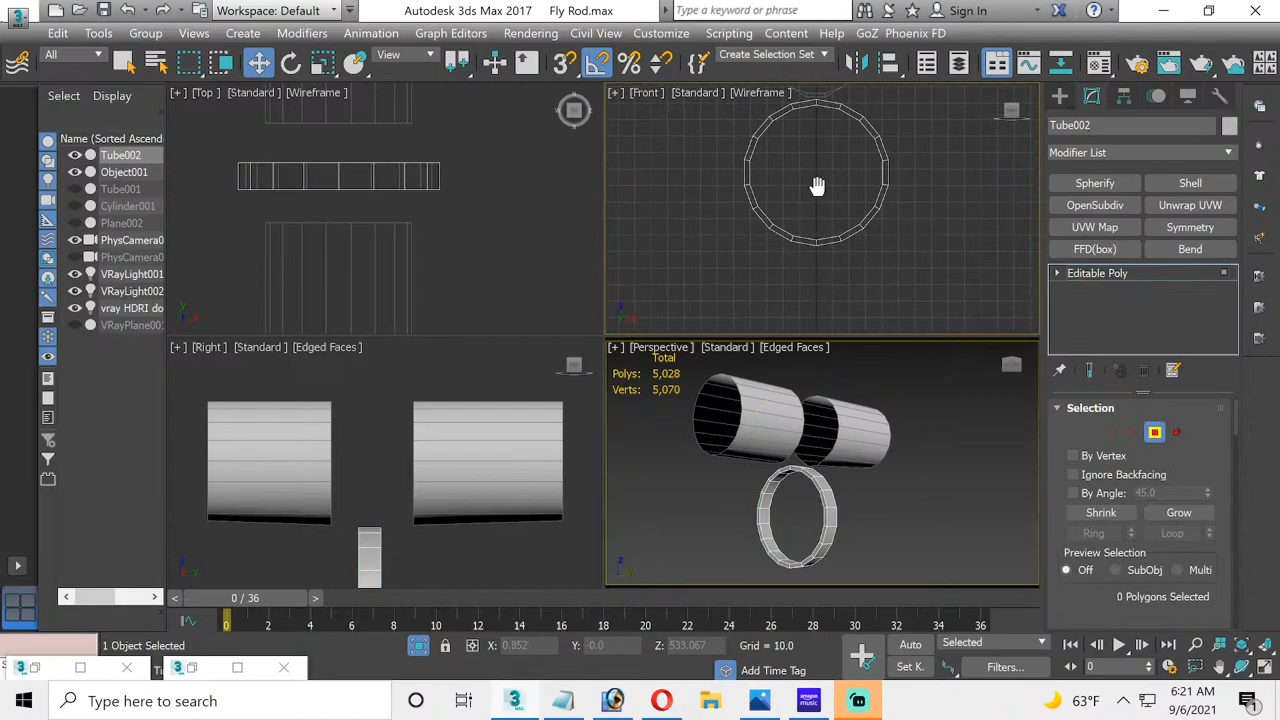 Workspace: Default
Autodesk 3ds Max 2017
Fly Rod.max
Type a keyword or phrase
Sign In
Edit
Tools
Group
Views
Create
Modifiers
Animation
Graph Editors
Rendering
Civil View
Customize
Scripting
Content
Help
GoZ
Phoenix FD
All
View
Create Selection Set
Select
Display
Name (Sorted Ascend
Tube002
Object001
Tube001
Cylinder001
Plane002
PhysCamera0
PhysCamera0
VRayLight001
VRayLight002
vray HDRI do
VRayPlane00
[+] [Top] [Standard] [Wireframe]
[+] [Front] [Standard] [Wireframe]
[+] [Right] [Standard] [Edged Faces]
[+] [Perspective] [Standard] [Edged Faces]
Total
Polys: 5,028
Verts: 5,070
Tube002
Modifier List
Spherify
Shell
OpenSubdiv
Unwrap UVW
UVW Map
Symmetry
FFD(box)
Bend
Editable Poly
Selection
By Vertex
Ignore Backfacing
By Angle: 45.0
Shrink
Grow
Ring
Loop
Preview Selection
Off
SubObj
Multi
0 Polygons Selected
0 / 36
0 2 4 6 8 10 12 14 16 18 20 22 24 26 28 30 32 34 36
1 Object Selected
X: 0.852
Y: -0.0
Z: 533.067
Grid = 10.0
Add Time Tag
Auto
Selected
Set K.
Filters...
0
Type here to search
amazon music
63°F
6:21 AM
9/6/2021